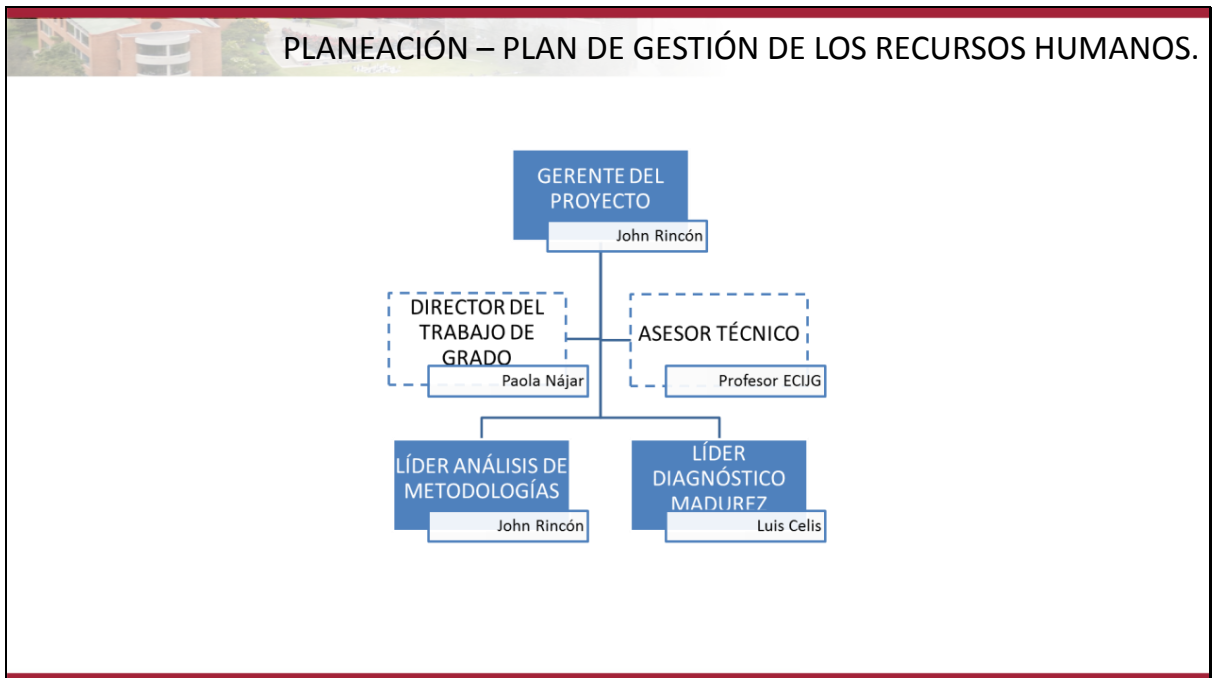 PLANEACIÓN – PLAN DE GESTIÓN DE LOS RECURSOS HUMANOS.
GERENTE DEL
PROYECTO
John Rincón
DIRECTOR DEL
TRABAJO DE
GRADO
Paola Nájar
ASESOR TÉCNICO
Profesor ECIJG
LÍDER ANÁLISIS DE
METODOLOGÍAS
John Rincón
LÍDER
DIAGNÓSTICO
MADUREZ
Luis Celis